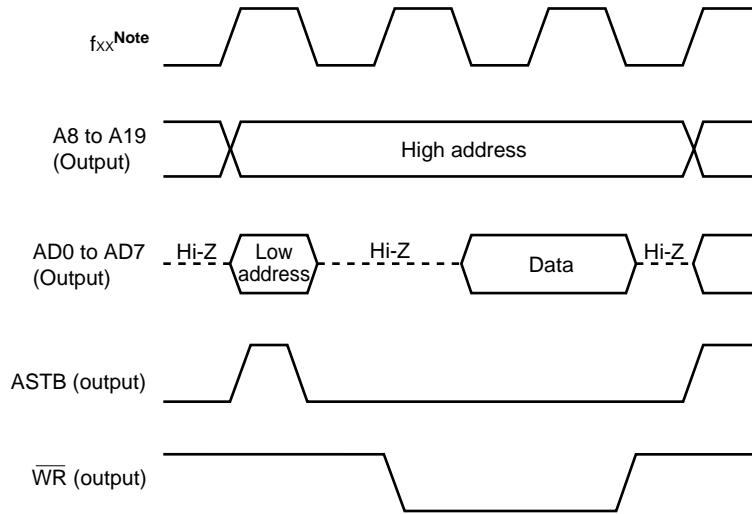 fXXNote
A8 to A19
(Output)
High address
AD0 to AD7
(Output)
Hi-Z
Low
address
Hi-Z
Data
Hi-Z
ASTB (output)
WR (output)